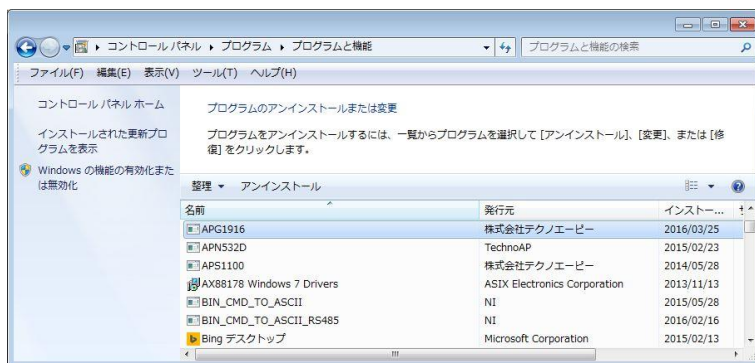 コントロール パネル ▸ プログラム ▸ プログラムと機能
プログラムと機能の検索
ファイル(F) 編集(E) 表示(V) ツール(T) ヘルプ(H)
コントロール パネル ホーム
インストールされた更新プロ
グラムを表示
Windows の機能の有効化また
は無効化
プログラムのアンインストールまたは変更
プログラムをアンインストールするには、一覧からプログラムを選択して [アンインストール]、[変更]、または [修
復] をクリックします。
整理 ▼ アンインストール
名前 発行元 インストー...
APG1916 株式会社テクノエーピー 2016/03/25
APN532D TechnoAP 2015/02/23
APS1100 株式会社テクノエーピー 2014/05/28
AX88178 Windows 7 Drivers ASIX Electronics Corporation 2013/11/13
BIN_CMD_TO_ASCII NI 2015/05/28
BIN_CMD_TO_ASCII_RS485 NI 2016/02/16
Bing デスクトップ Microsoft Corporation 2015/02/13